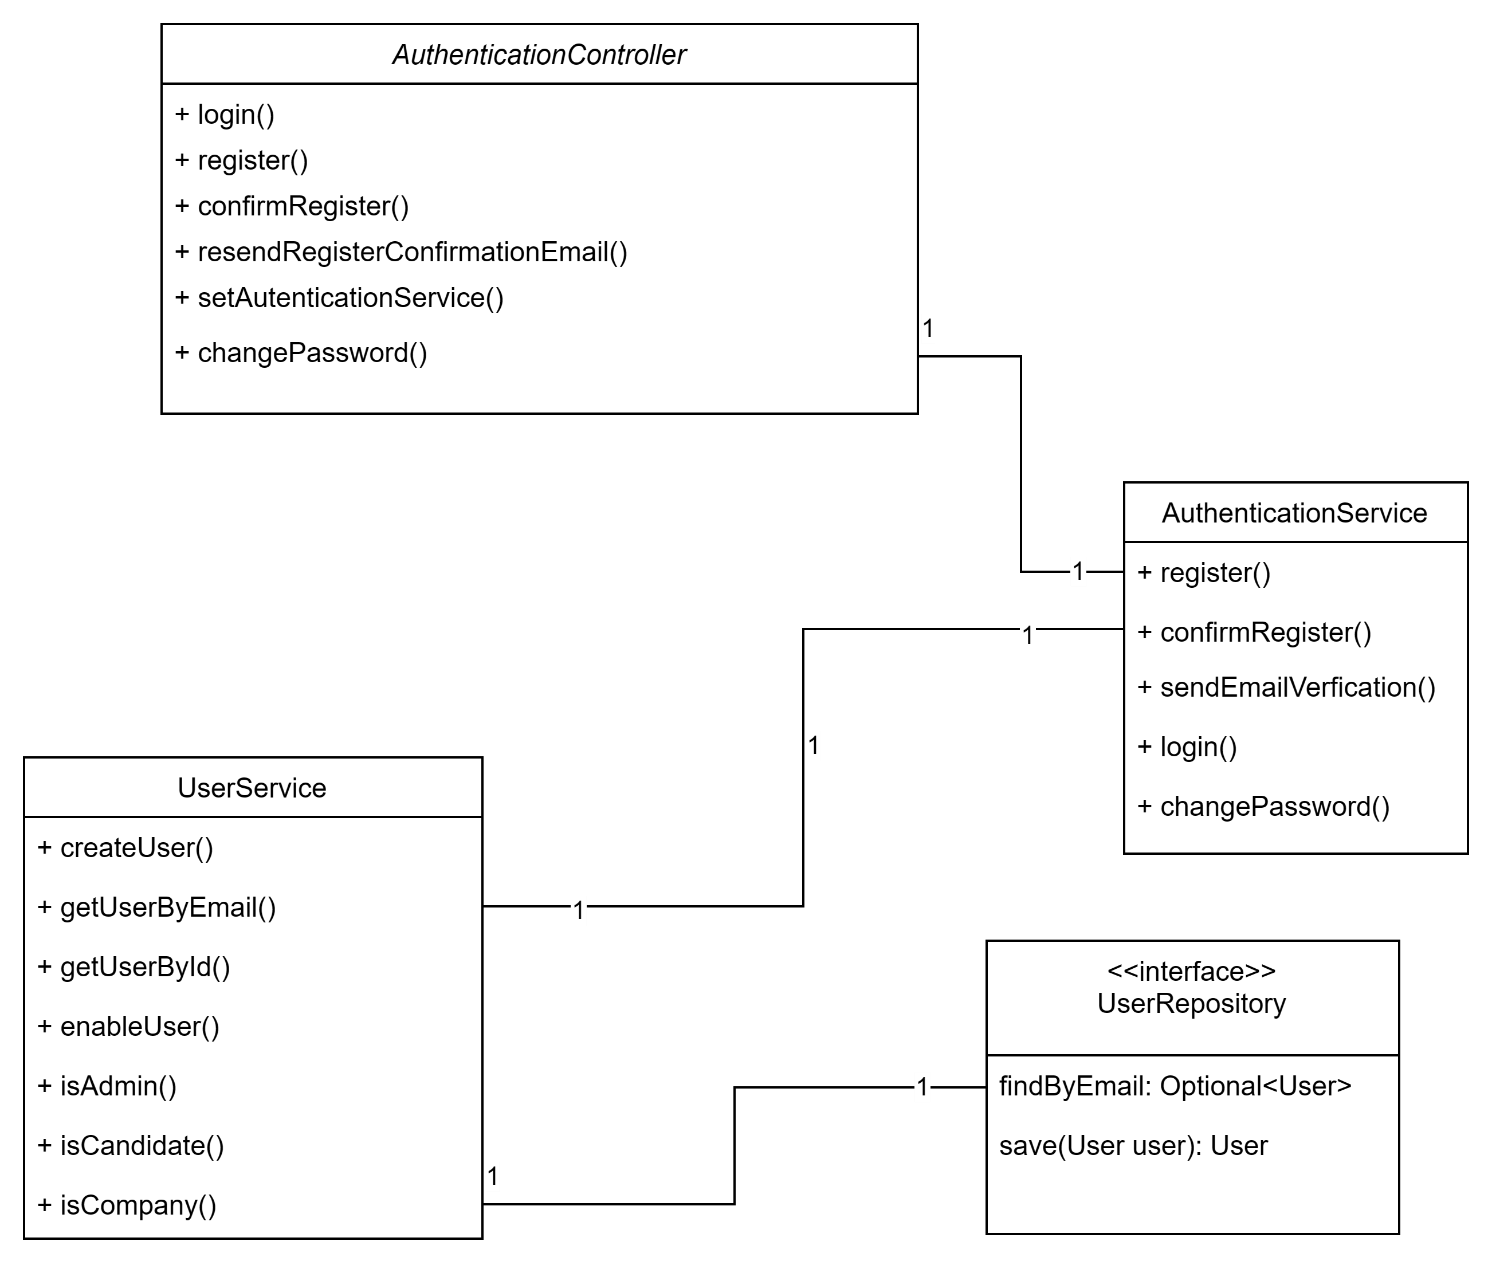 AuthenticationController
+ login()
+ register()
+ confirmRegister()
+ resendRegisterConfirmationEmail()
+ setAutenticationService()
+ changePassword()
1
1
AuthenticationService
+ register()
+ confirmRegister()
+ sendEmailVerfication()
+ login()
+ changePassword()
1
1
1
UserService
+ createUser()
+ getUserByEmail()
+ getUserById()
+ enableUser()
+ isAdmin()
+ isCandidate()
+ isCompany()
1
1
<<interface>>
UserRepository
findByEmail: Optional<User>
save(User user): User